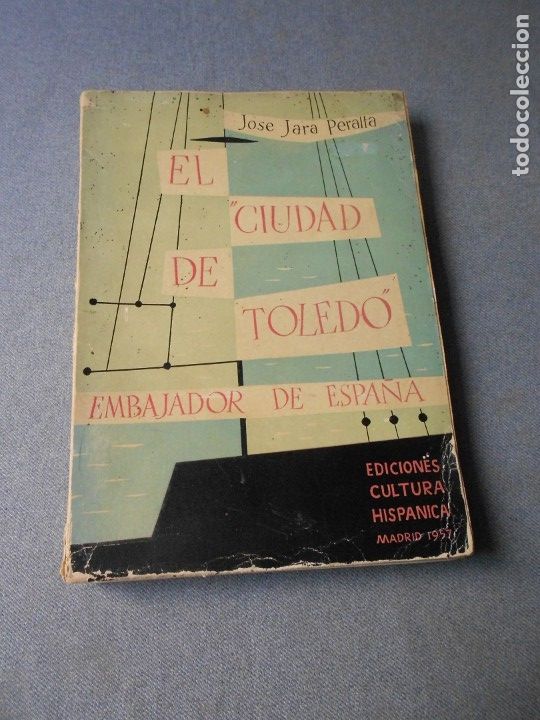 Jose Jara Peralta
EL
"CIUDAD
DE
TOLEDO"
EMBAJADOR DE ESPAÑA
EDICIONES
CULTURA
HISPANICA
MADRID 1957
todocoleccion